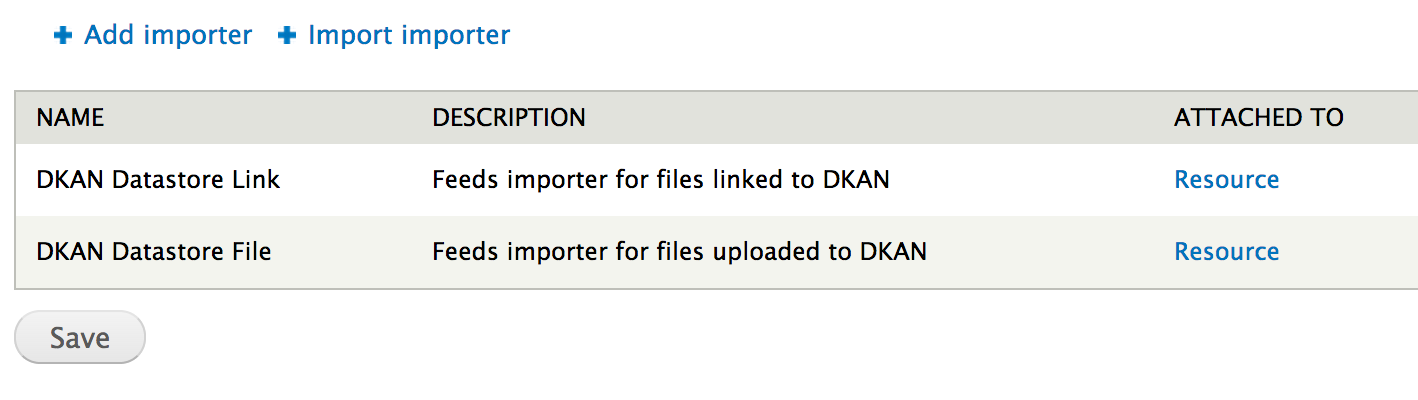 Add importer Import importer
NAME DESCRIPTION ATTACHED TO
DKAN Datastore Link Feeds importer for files linked to DKAN Resource
DKAN Datastore File Feeds importer for files uploaded to DKAN Resource
Save